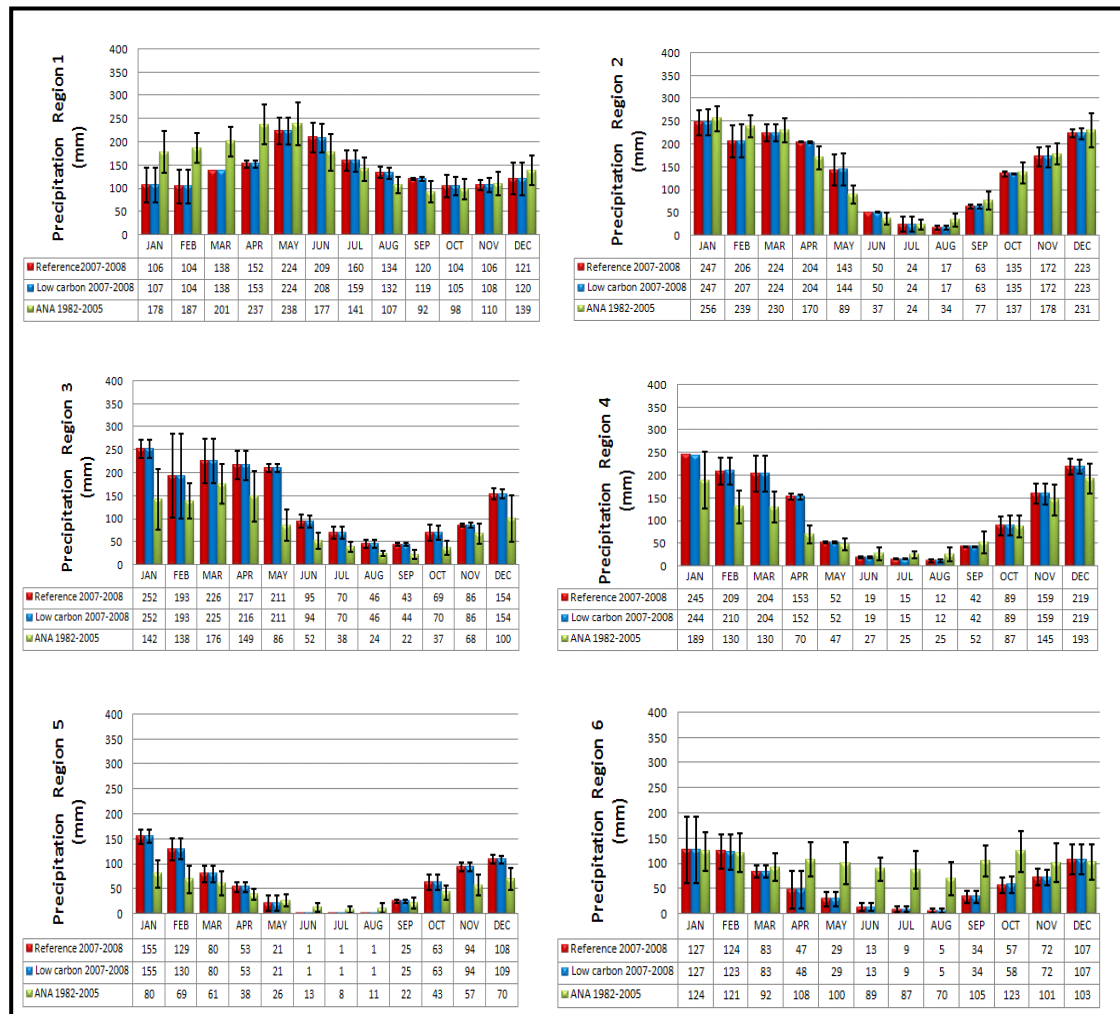 Precipitation Region 1
(mm)
400
350
300
250
200
150
100
50
0
JAN FEB MAR APR MAY JUN JUL AUG SEP OCT NOV DEC
Reference2007-2008 106 104 138 152 224 209 160 134 120 104 106 121
Low carbon 2007-2008 107 104 138 153 224 208 159 132 119 105 108 120
ANA 1982-2005 178 187 201 237 238 177 141 107 92 98 110 139
Precipitation Region 2
(mm)
400
350
300
250
200
150
100
50
0
JAN FEB MAR APR MAY JUN JUL AUG SEP OCT NOV DEC
Reference 2007-2008 247 206 224 204 143 50 24 17 63 135 172 223
Low carbon 2007-2008 247 207 224 204 144 50 24 17 63 135 172 223
ANA 1982-2005 256 239 230 170 89 37 24 34 77 137 178 231
Precipitation Region 3
(mm)
400
350
300
250
200
150
100
50
0
JAN FEB MAR APR MAY JUN JUL AUG SEP OCT NOV DEC
Reference 2007-2008 252 193 226 217 211 95 70 46 43 69 86 154
Low carbon 2007-2008 252 193 225 216 211 94 70 46 44 70 86 154
ANA 1982-2005 142 138 176 149 86 52 38 24 22 37 68 100
Precipitation Region 4
(mm)
400
350
300
250
200
150
100
50
0
JAN FEB MAR APR MAY JUN JUL AUG SEP OCT NOV DEC
Reference 2007-2008 245 209 204 153 52 19 15 12 42 89 159 219
Low carbon 2007-2008 244 210 204 152 52 19 15 12 42 89 159 219
ANA 1982-2005 189 130 130 70 47 27 25 25 52 87 145 193
Precipitation Region 5
(mm)
400
350
300
250
200
150
100
50
0
JAN FEB MAR APR MAY JUN JUL AUG SEP OCT NOV DEC
Reference 2007-2008 155 129 80 53 21 1 1 1 25 63 94 108
Low carbon 2007-2008 155 130 80 53 21 1 1 1 25 63 94 109
ANA 1982-2005 80 69 61 38 26 13 8 11 22 43 57 70
Precipitation Region 6
(mm)
400
350
300
250
200
150
100
50
0
JAN FEB MAR APR MAY JUN JUL AUG SEP OCT NOV DEC
Reference 2007-2008 127 124 83 47 29 13 9 5 34 57 72 107
Low carbon 2007-2008 127 123 83 48 29 13 9 5 34 58 72 107
ANA 1982-2005 124 121 92 108 100 89 87 70 105 123 101 103